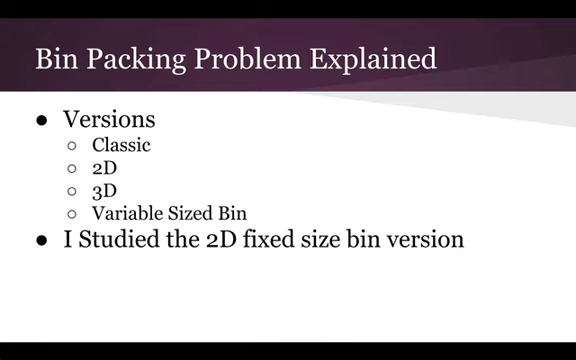 Bin Packing Problem Explained
● Versions
○ Classic
○ 2D
○ 3D
○ Variable Sized Bin
● I Studied the 2D fixed size bin version